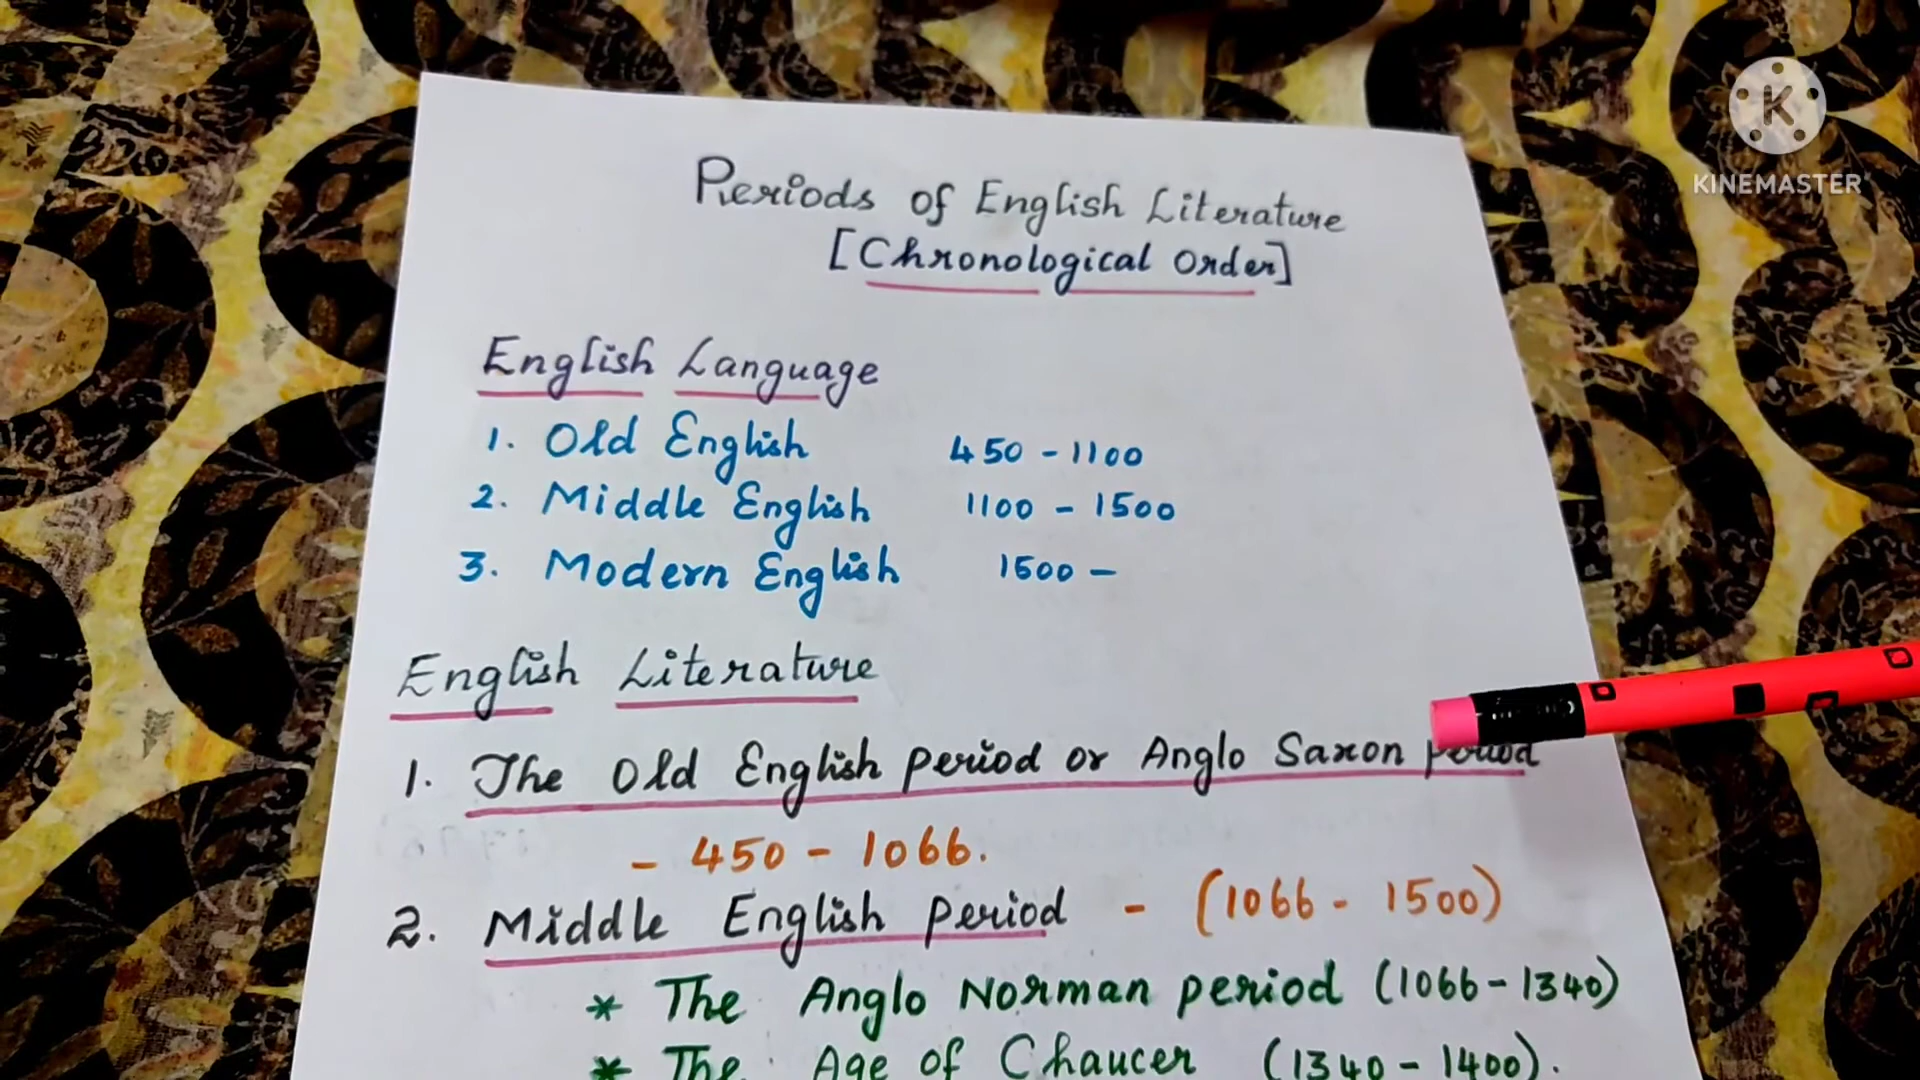 KINEMASTER
Periods of English Literature
[Chronological Order]
English Language
1. Old English 450 - 1100
2. Middle English 1100 - 1500
3. Modern English 1500 -
English Literature
1. The Old English period or Anglo Saxon period
- 450 - 1066.
2. Middle English Period - (1066 - 1500)
* The Anglo Norman period (1066 - 1340)
* The Age of Chaucer (1340 - 1400).